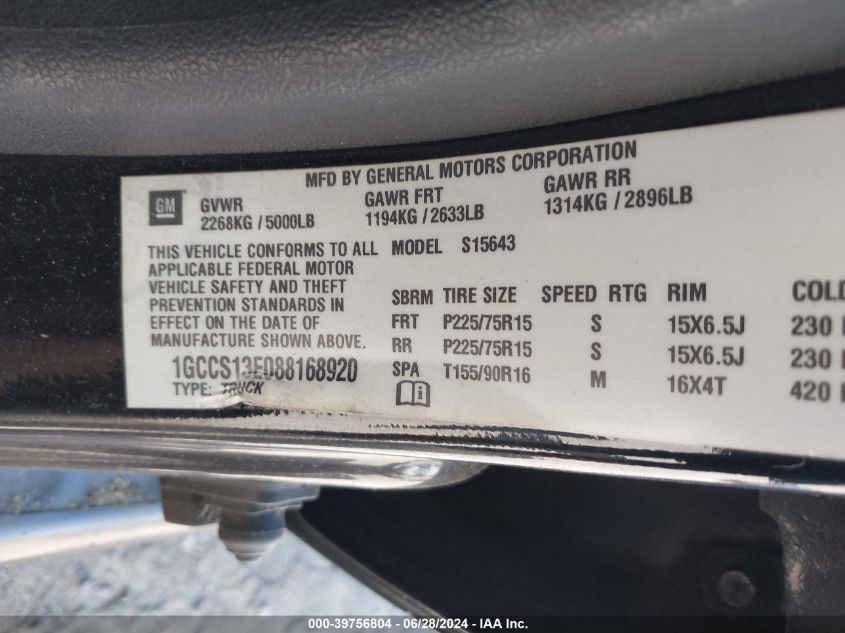 MFD BY GENERAL MOTORS CORPORATION
GM
GVWR GAWR FRT GAWR RR
2268KG / 5000LB 1194KG / 2633LB 1314KG / 2896LB
THIS VEHICLE CONFORMS TO ALL
APPLICABLE FEDERAL MOTOR
VEHICLE SAFETY AND THEFT
PREVENTION STANDARDS IN
EFFECT ON THE DATE OF
MANUFACTURE SHOWN ABOVE.
1GCCS13E088168920
TYPE: TRUCK
MODEL S15643
SBRM TIRE SIZE SPEED RTG RIM COLD
FRT P225/75R15 S 15X6.5J 230
RR P225/75R15 S 15X6.5J 230
SPA T155/90R16 M 16X4T 420
000-39756804 / 06/28/2024 / IAA Inc.